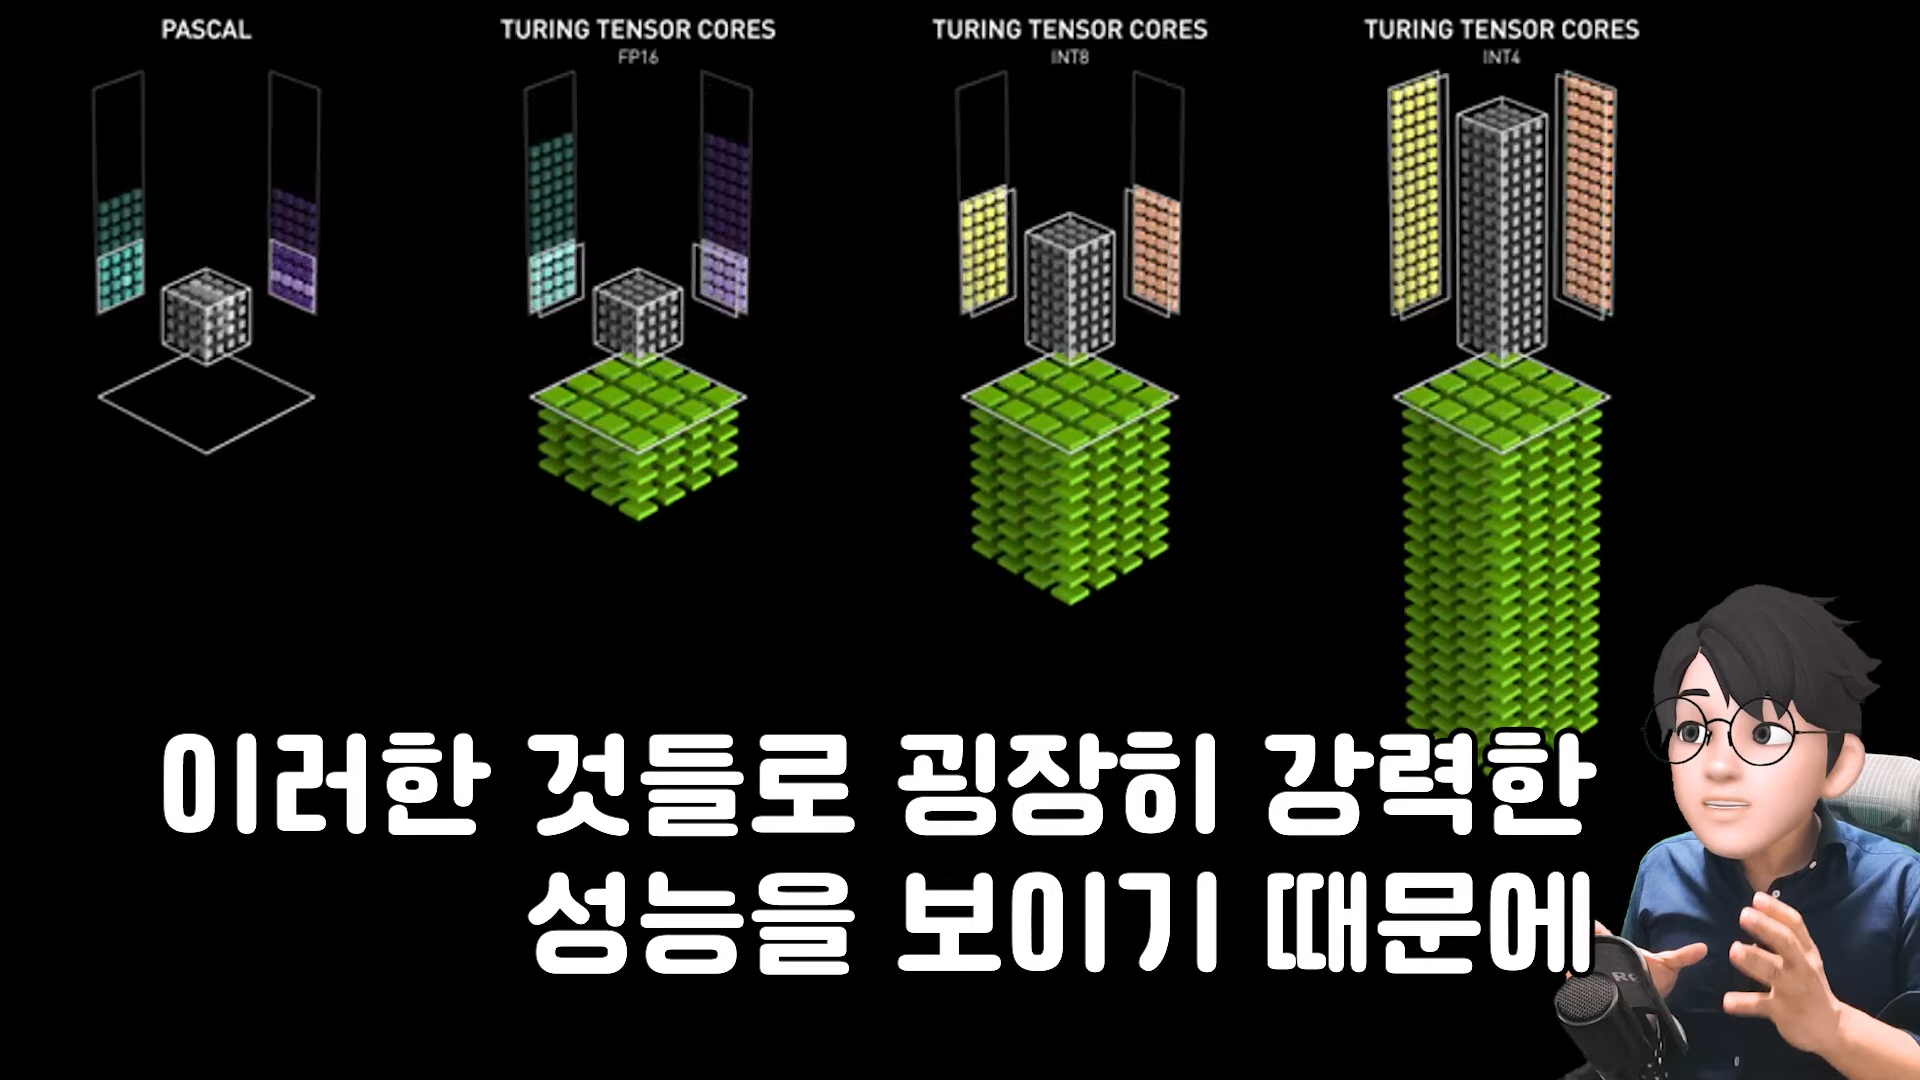 PASCAL
TURING TENSOR CORES
FP16
TURING TENSOR CORES
INT8
TURING TENSOR CORES
INT4
이러한 것들로 굉장히 강력한
성능을 보이기 때문에